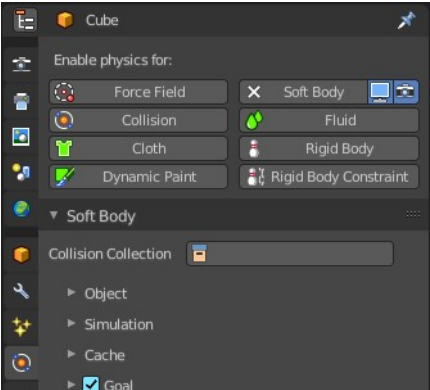 Cube
Enable physics for:
Force Field
Soft Body
Collision
Fluid
Cloth
Rigid Body
Dynamic Paint
Rigid Body Constraint
Soft Body
Collision Collection
Object
Simulation
Cache
Goal